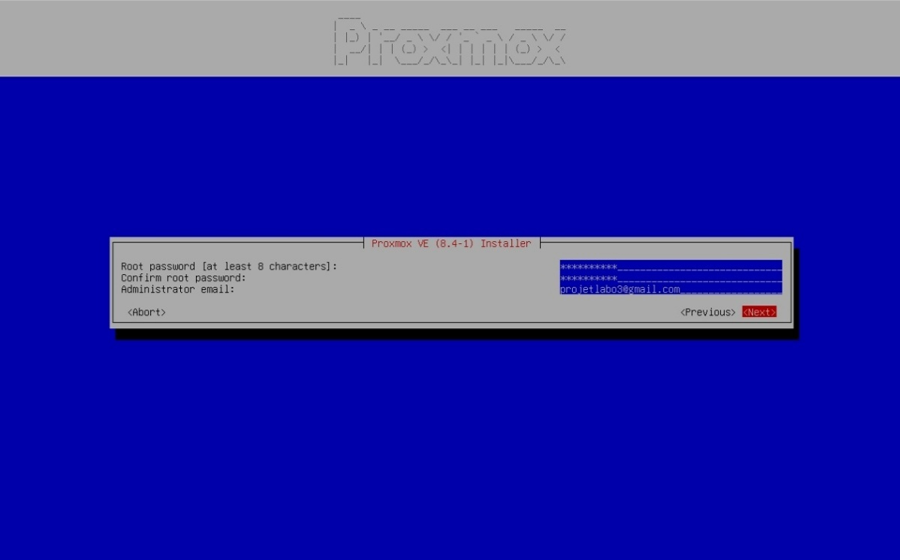 Proxmox
Proxmox VE (8.4-1) Installer
Root password [at least 8 characters]: **********
Confirm root password: **********
Administrator email: projetlabo3@gmail.com
<Abort> <Previous> <Next>